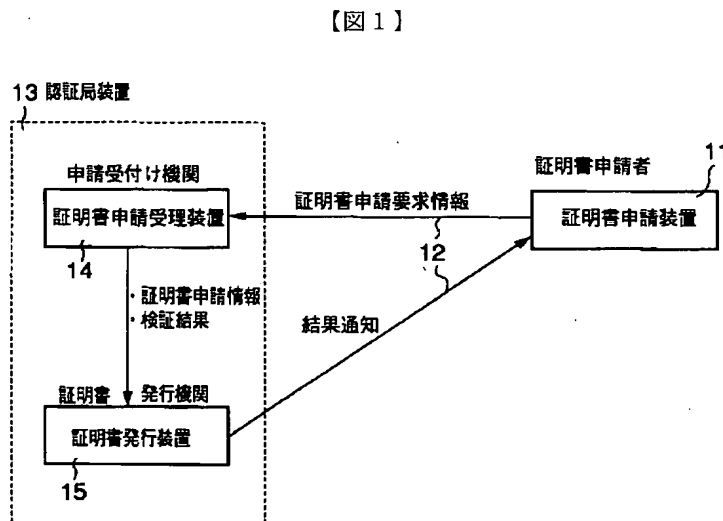 【図1】
13 認証局装置
申請受付け機関
証明書申請受理装置
14
証明書申請要求情報
12
証明書申請者
11
証明書申請装置
・証明書申請情報
・検証結果
結果通知
証明書 発行機関
証明書発行装置
15